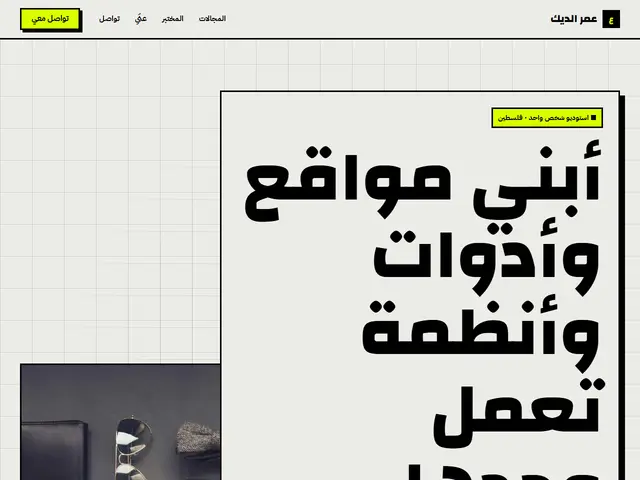 ع عمر الديك
المجالات المختبر عنّي تواصل
تواصل معي
استوديو شخص واحد · فلسطين
أبني مواقع
وأدوات
وأنظمة
تعمل